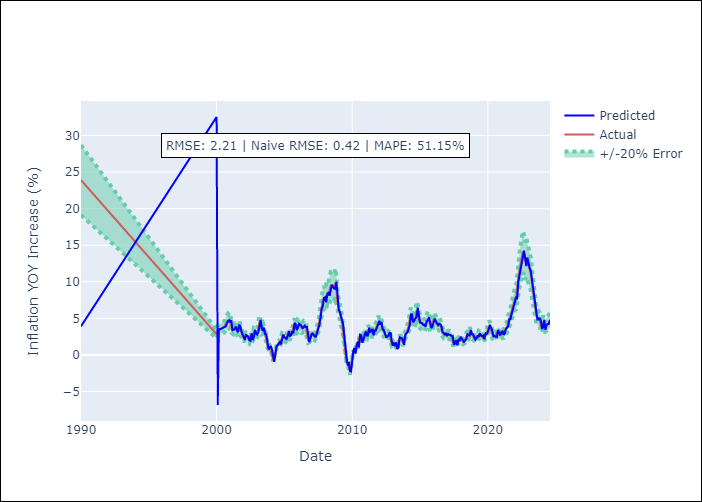 Predicted
Actual
+/-20% Error
RMSE: 2.21 | Naive RMSE: 0.42 | MAPE: 51.15%
Inflation YOY Increase (%)
30
25
20
15
10
5
0
−5
1990
2000
2010
2020
Date